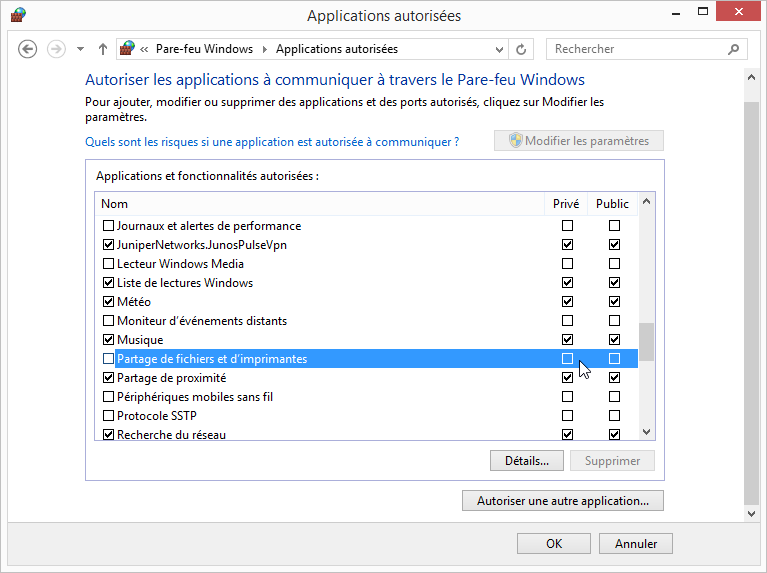 Applications autorisées
« Pare-feu Windows Applications autorisées
Rechercher
Autoriser les applications à communiquer à travers le Pare-feu Windows
Pour ajouter, modifier ou supprimer des applications et des ports autorisés, cliquez sur Modifier les
paramètres.
Quels sont les risques si une application est autorisée à communiquer ?
Modifier les paramètres
Applications et fonctionnalités autorisées :
Nom Privé Public
Journaux et alertes de performance
JuniperNetworks.JunosPulseVpn
Lecteur Windows Media
Liste de lectures Windows
Météo
Moniteur d'événements distants
Musique
Partage de fichiers et d'imprimantes
Partage de proximité
Périphériques mobiles sans fil
Protocole SSTP
Recherche du réseau
Détails... Supprimer
Autoriser une autre application...
OK Annuler